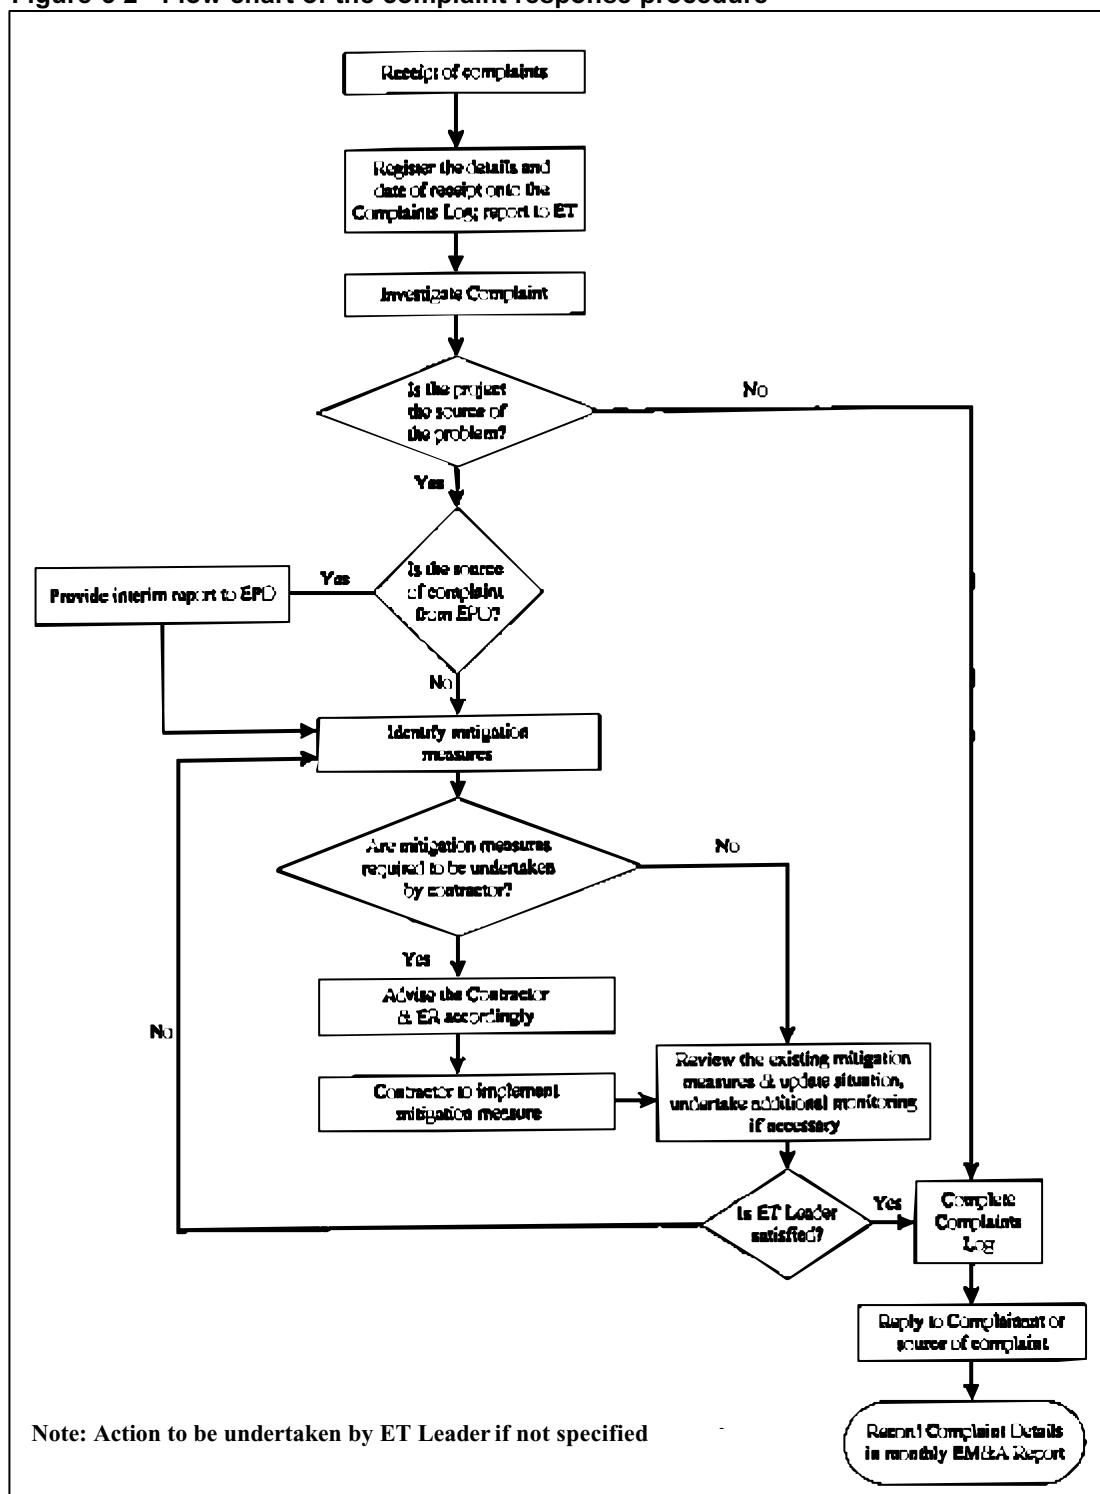 Figure 6-2 Flow chart of the complaint response procedure
Receipt of complaints
Register the details and
date of receipt onto the
Complaints Log; report to ET
Investigate Complaint
Is the project
the source of
the problem?
No
Yes
Is the source
of complaint
from EPD?
Yes
Provide interim report to EPD
No
Identify mitigation
measures
Are mitigation measures
required to be undertaken
by contractor?
No
Yes
Advise the Contractor
& ER accordingly
No
Contractor to implement
mitigation measure
Review the existing mitigation
measures & update situation,
undertake additional monitoring
if necessary
Is ET Leader
satisfied?
Yes
Complete
Complaints
Log
Reply to Complainant or
source of complaint
Record Complaint Details
in monthly EM&A Report
Note: Action to be undertaken by ET Leader if not specified